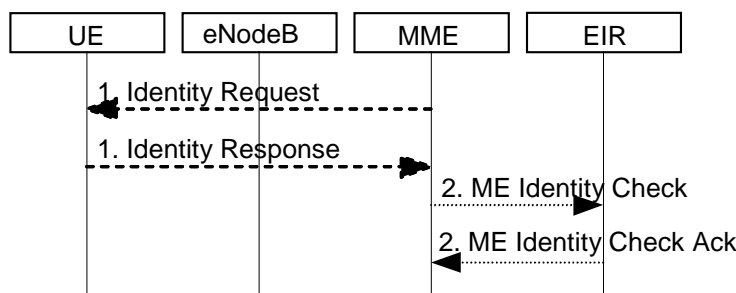 UE eNodeB MME EIR
1. Identity Request
1. Identity Response
2. ME Identity Check
2. ME Identity Check Ack